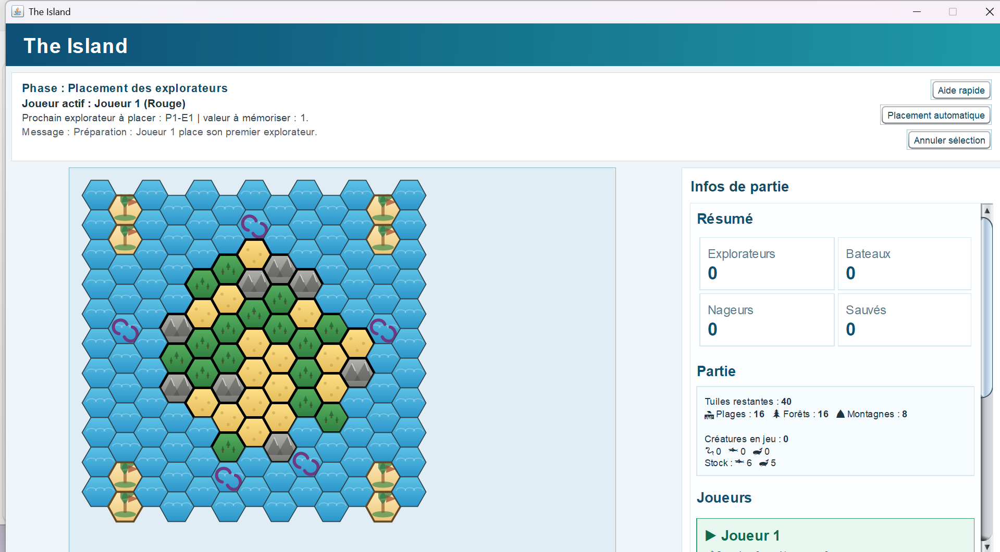 The Island
The Island
Phase : Placement des explorateurs
Joueur actif : Joueur 1 (Rouge)
Prochain explorateur à placer : P1-E1 | valeur à mémoriser : 1.
Message : Préparation : Joueur 1 place son premier explorateur.
Aide rapide
Placement automatique
Annuler sélection
Infos de partie
Résumé
Explorateurs
0
Bateaux
0
Nageurs
0
Sauvés
0
Partie
Tuiles restantes : 40
Plages : 16 Forêts : 16 Montagnes : 8
Créatures en jeu : 0
0 0 0
Stock : 6 5
Joueurs
▶ Joueur 1